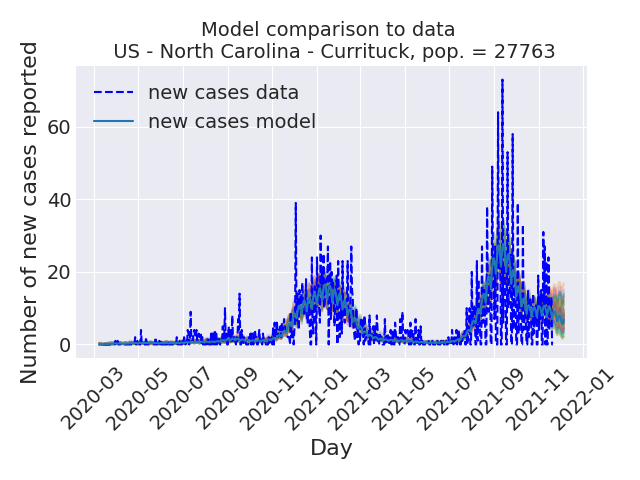 Model comparison to data
US - North Carolina - Currituck, pop. = 27763
new cases data
new cases model
Number of new cases reported
60
40
20
0
2020-03
2020-05
2020-07
2020-09
2020-11
2021-01
2021-03
2021-05
2021-07
2021-09
2021-11
2022-01
Day